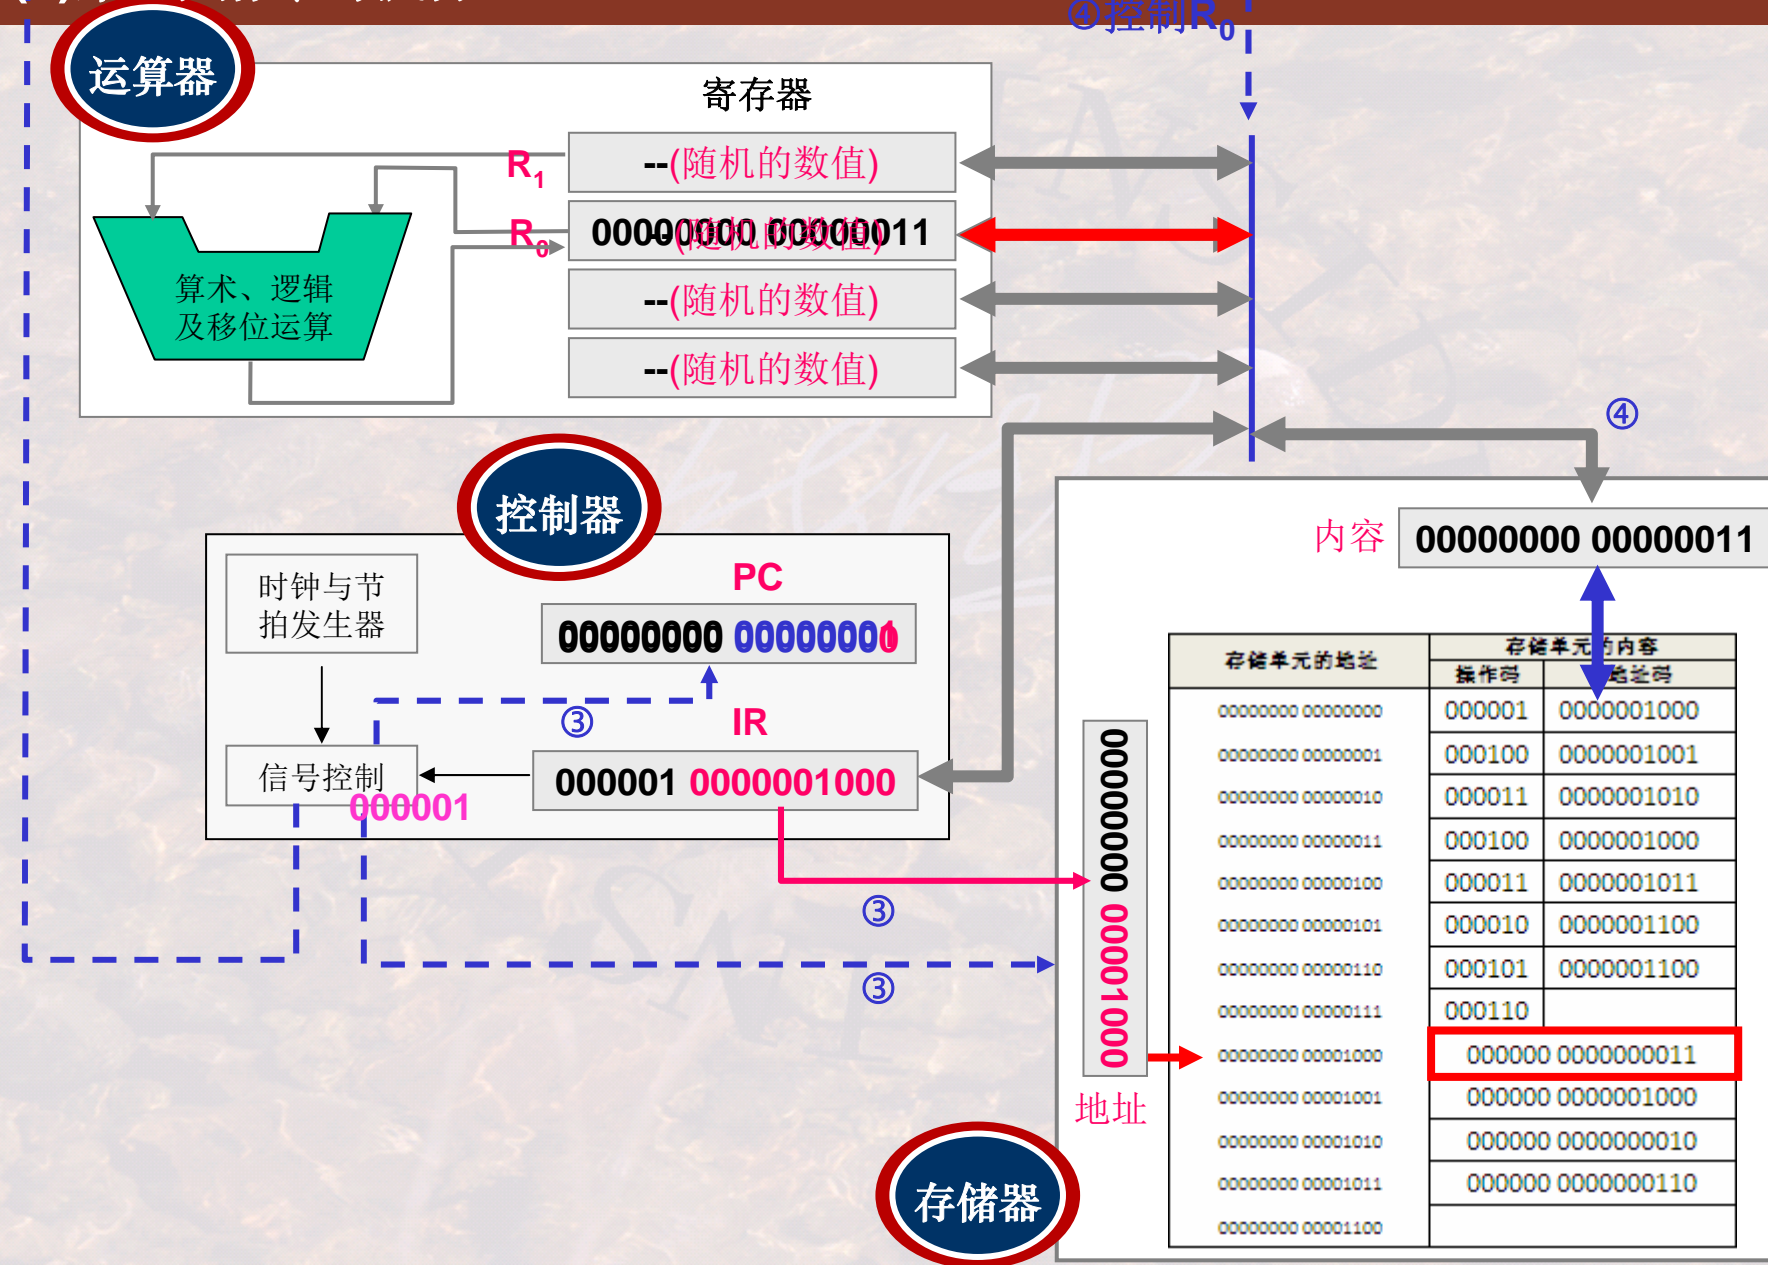 ④控制R0
运算器
寄存器
R1
--(随机的数值)
R0
00000000 00000011
--(随机的数值)
--(随机的数值)
--(随机的数值)
算术、逻辑
及移位运算
④
控制器
时钟与节
拍发生器
PC
00000000 00000001
③
IR
信号控制
000001
000001 0000001000
③
③
内容
00000000 00000011
00000000 00001000
地址
存储单元的地址 存储单元的内容
操作码 地址码
00000000 00000000 000001 0000001000
00000000 00000001 000100 0000001001
00000000 00000010 000011 0000001010
00000000 00000011 000100 0000001000
00000000 00000100 000011 0000001011
00000000 00000101 000010 0000001100
00000000 00000110 000101 0000001100
00000000 00000111 000110
00000000 00001000 000000 0000000011
00000000 00001001 000000 0000001000
00000000 00001010 000000 0000000010
00000000 00001011 000000 0000000110
00000000 00001100
存储器